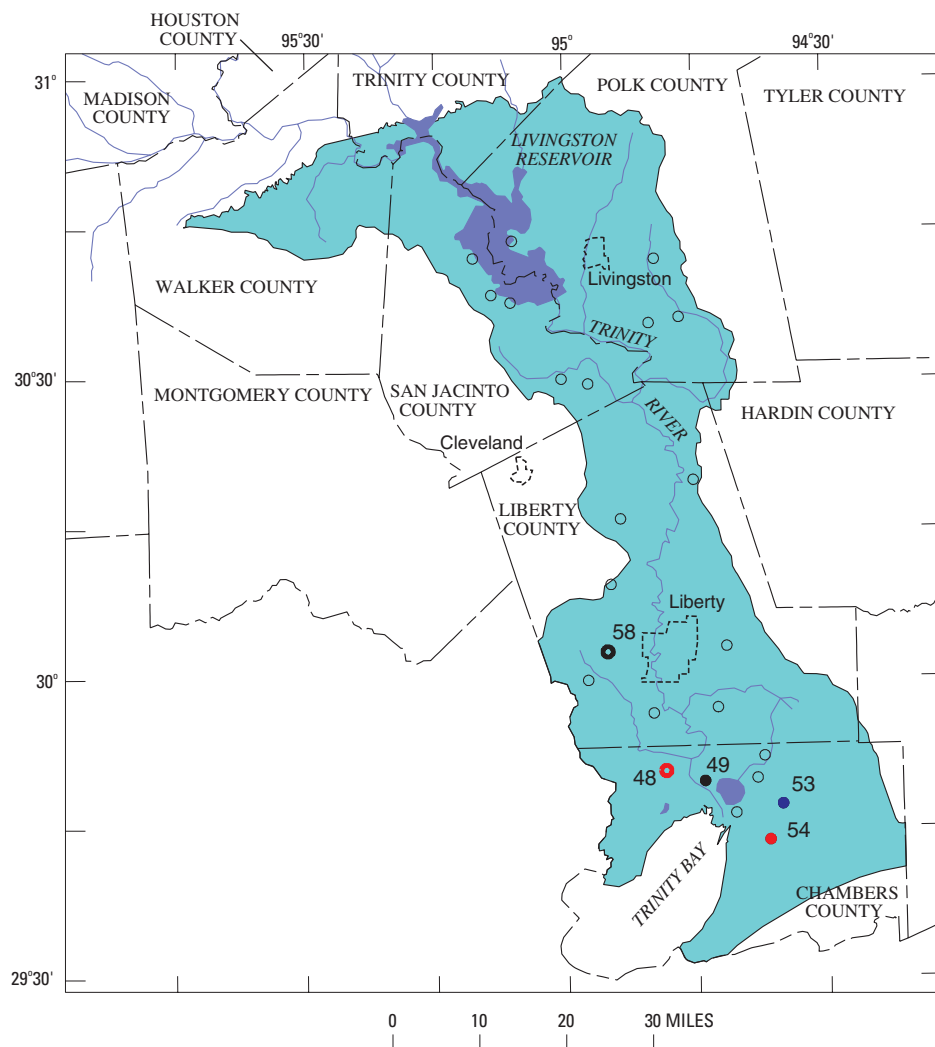 HOUSTON
COUNTY
95°30'
95°
94°30'
31°
TRINITY COUNTY
POLK COUNTY
TYLER COUNTY
MADISON
COUNTY
LIVINGSTON
RESERVOIR
Livingston
WALKER COUNTY
TRINITY
30°30'
MONTGOMERY COUNTY
SAN JACINTO
COUNTY
RIVER
HARDIN COUNTY
Cleveland
LIBERTY
COUNTY
Liberty
58
30°
48
49
53
54
TRINITY BAY
CHAMBERS
COUNTY
29°30'
0 10 20 30 MILES